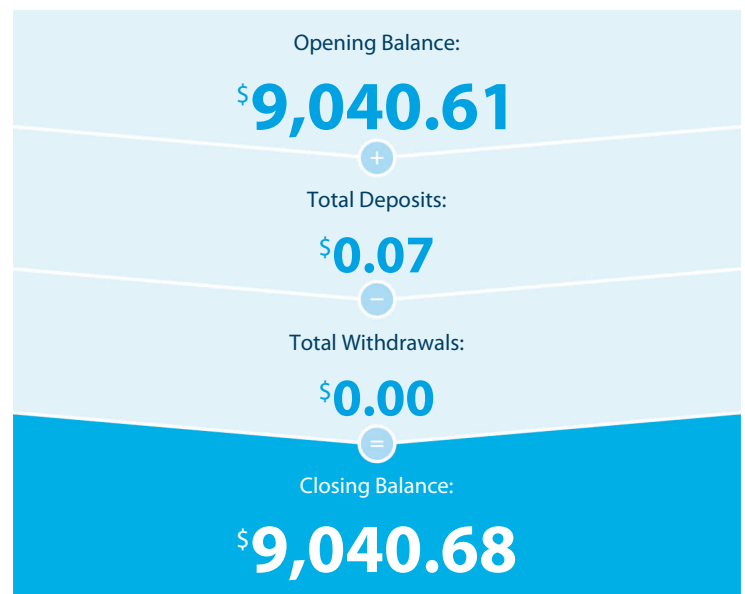 Opening Balance:
$9,040.61
+
Total Deposits:
$0.07
−
Total Withdrawals:
$0.00
=
Closing Balance:
$9,040.68